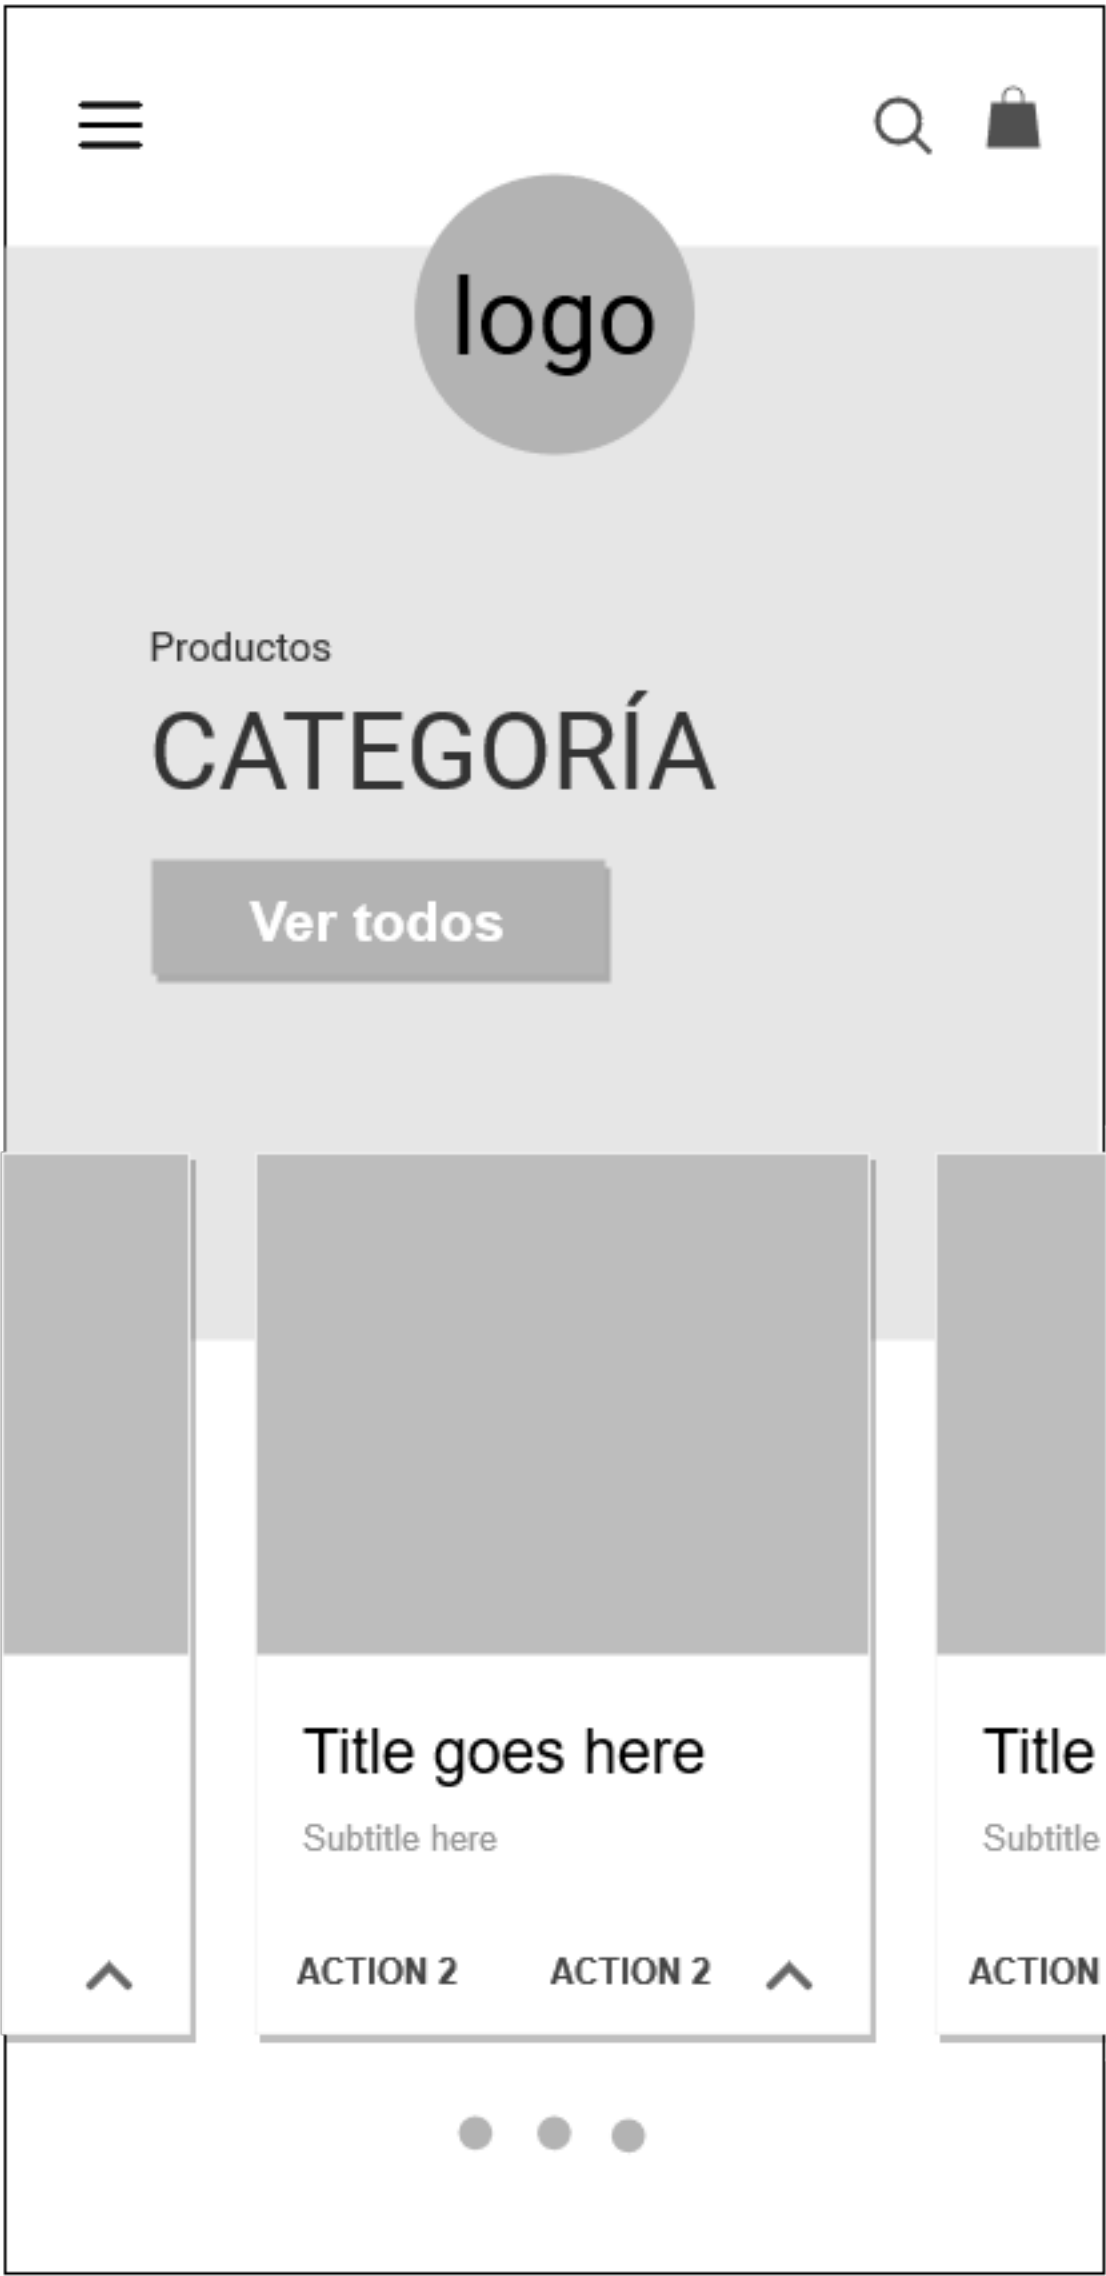 logo
Productos
CATEGORÍA
Ver todos
Title goes here
Subtitle here
ACTION 2 ACTION 2
Title
Subtitle
ACTION